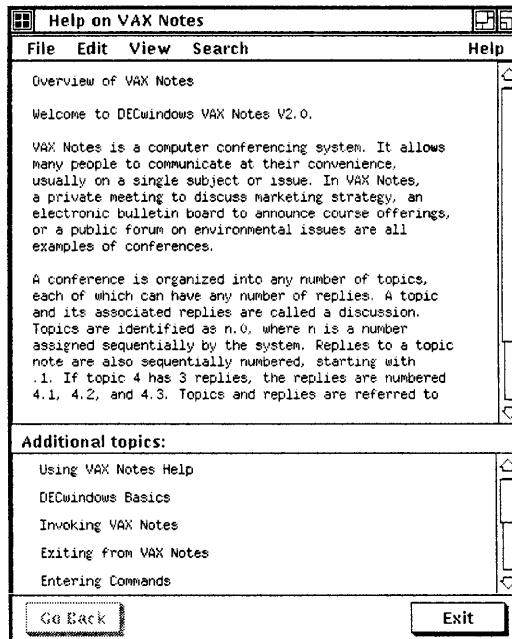 Help on VAX Notes
File Edit View Search Help
Overview of VAX Notes
Welcome to DECwindows VAX Notes V2.0.
VAX Notes is a computer conferencing system. It allows
many people to communicate at their convenience,
usually on a single subject or issue. In VAX Notes,
a private meeting to discuss marketing strategy, an
electronic bulletin board to announce course offerings,
or a public forum on environmental issues are all
examples of conferences.
A conference is organized into any number of topics,
each of which can have any number of replies. A topic
and its associated replies are called a discussion.
Topics are identified as n.0, where n is a number
assigned sequentially by the system. Replies to a topic
note are also sequentially numbered, starting with
.1. If topic 4 has 3 replies, the replies are numbered
4.1, 4.2, and 4.3. Topics and replies are referred to
Additional topics:
Using VAX Notes Help
DECwindows Basics
Invoking VAX Notes
Exiting from VAX Notes
Entering Commands
Go Back Exit